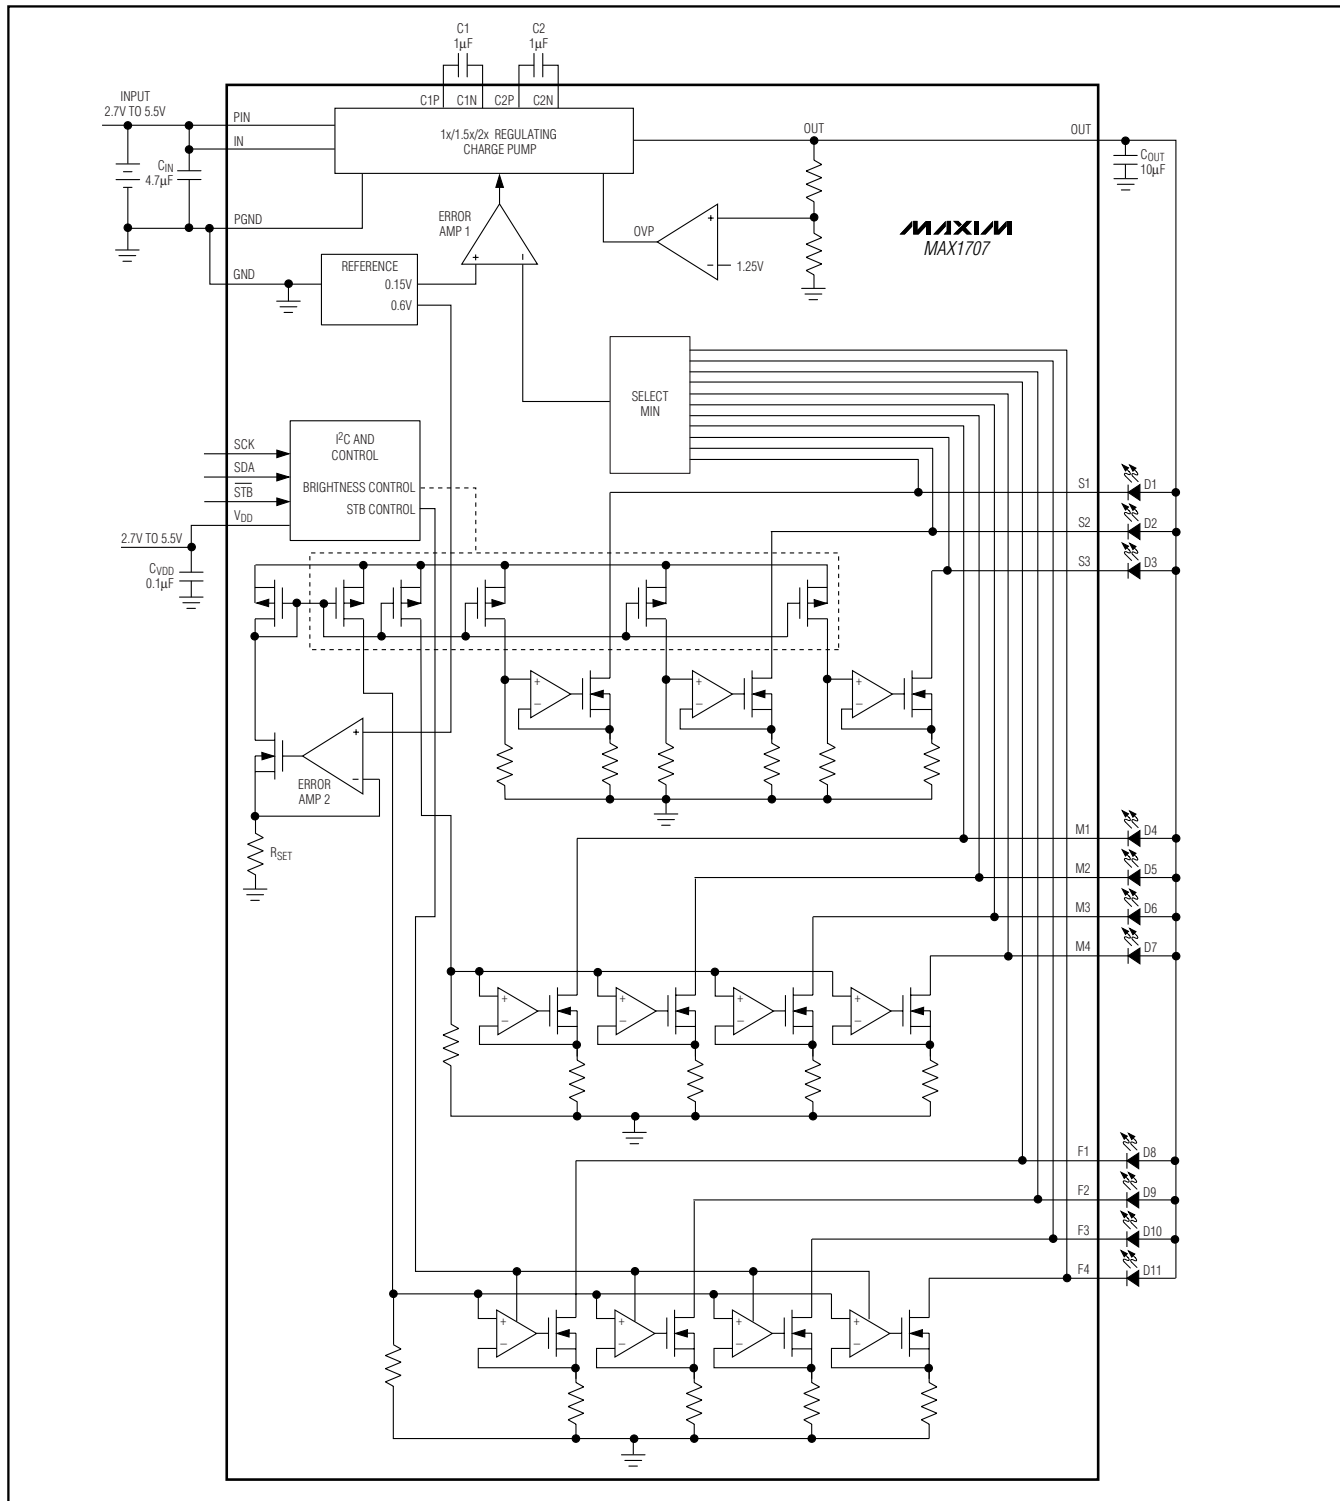 C1
1µF
C2
1µF
INPUT
2.7V TO 5.5V
C1P
C1N
C2P
C2N
PIN
IN
1x/1.5x/2x REGULATING
CHARGE PUMP
OUT
OUT
CIN
4.7µF
COUT
10µF
PGND
ERROR
AMP 1
+
−
OVP
+
−
1.25V
MAXIM
MAX1707
GND
REFERENCE
0.15V
0.6V
SELECT
MIN
SCK
SDA
STB
VDD
I2C AND
CONTROL
BRIGHTNESS CONTROL
STB CONTROL
2.7V TO 5.5V
CVDD
0.1µF
S1
D1
S2
D2
S3
D3
+
−
+
−
+
−
+
−
ERROR
AMP 2
RSET
M1
D4
M2
D5
M3
D6
M4
D7
+
−
+
−
+
−
+
−
F1
D8
F2
D9
F3
D10
F4
D11
+
−
+
−
+
−
+
−